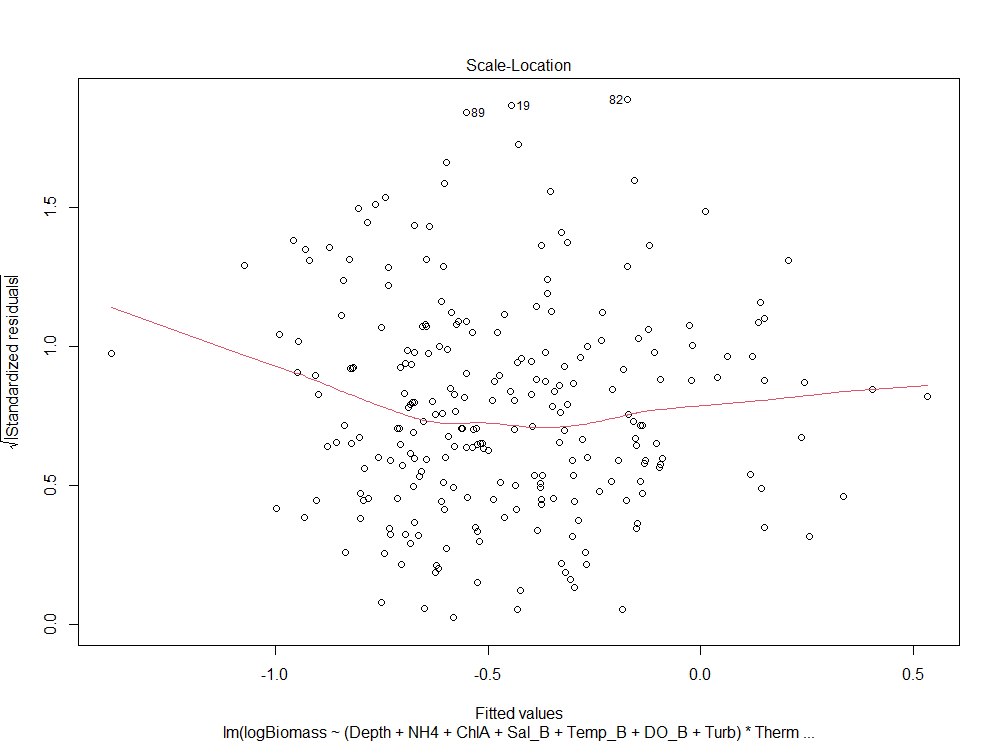 Scale-Location
√|Standardized residuals|
0.0 0.5 1.0 1.5
89 19 82
-1.0 -0.5 0.0 0.5
Fitted values
lm(logBiomass ~ (Depth + NH4 + ChlA + Sal_B + Temp_B + DO_B + Turb) * Therm ...